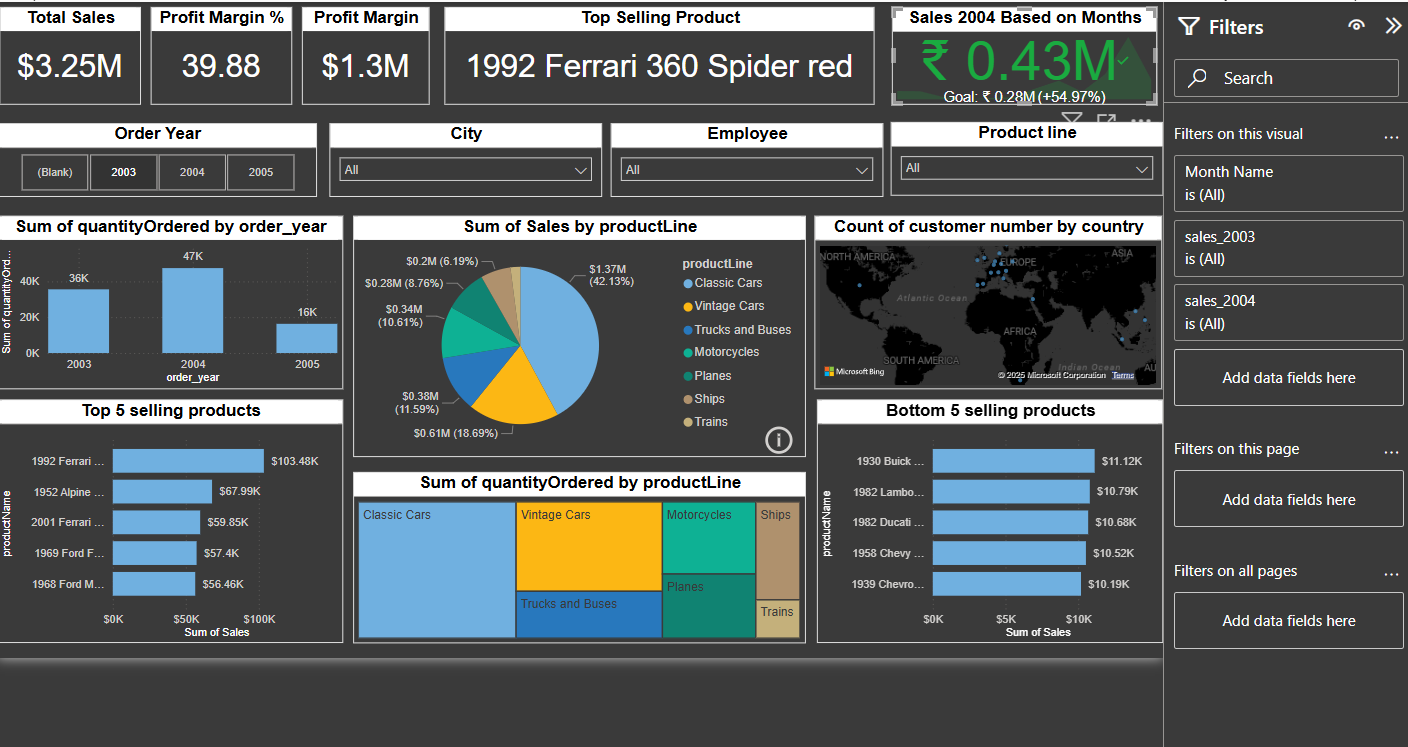 Total Sales
$3.25M
Profit Margin %
39.88
Profit Margin
$1.3M
Top Selling Product
1992 Ferrari 360 Spider red
Sales 2004 Based on Months
₹ 0.43M
Goal: ₹ 0.28M (+54.97%)
Order Year
(Blank)
2003
2004
2005
City
All
Employee
All
Product line
All
Sum of quantityOrdered by order_year
Sum of quantityOrd...
40K
20K
0K
36K
47K
16K
2003
2004
2005
order_year
Sum of Sales by productLine
$0.2M (6.19%)
$0.28M (8.76%)
$0.34M
(10.61%)
$0.38M
(11.59%)
$0.61M (18.69%)
$1.37M
(42.13%)
productLine
Classic Cars
Vintage Cars
Trucks and Buses
Motorcycles
Planes
Ships
Trains
Count of customer number by country
NORTH AMERICA
EUROPE
ASIA
Atlantic Ocean
AFRICA
SOUTH AMERICA
Indian Ocean
AU
Microsoft Bing
© 2025 Microsoft Corporation
Terms
Top 5 selling products
productName
1992 Ferrari ...
$103.48K
1952 Alpine ...
$67.99K
2001 Ferrari ...
$59.85K
1969 Ford F...
$57.4K
1968 Ford M...
$56.46K
$0K
$50K
$100K
Sum of Sales
Sum of quantityOrdered by productLine
Classic Cars
Vintage Cars
Trucks and Buses
Motorcycles
Planes
Ships
Trains
Bottom 5 selling products
productName
1930 Buick ...
$11.12K
1982 Lambo...
$10.79K
1982 Ducati ...
$10.68K
1958 Chevy ...
$10.52K
1939 Chevro...
$10.19K
$0K
$5K
$10K
Sum of Sales
Filters
Search
Filters on this visual
...
Month Name
is (All)
sales_2003
is (All)
sales_2004
is (All)
Add data fields here
Filters on this page
...
Add data fields here
Filters on all pages
...
Add data fields here